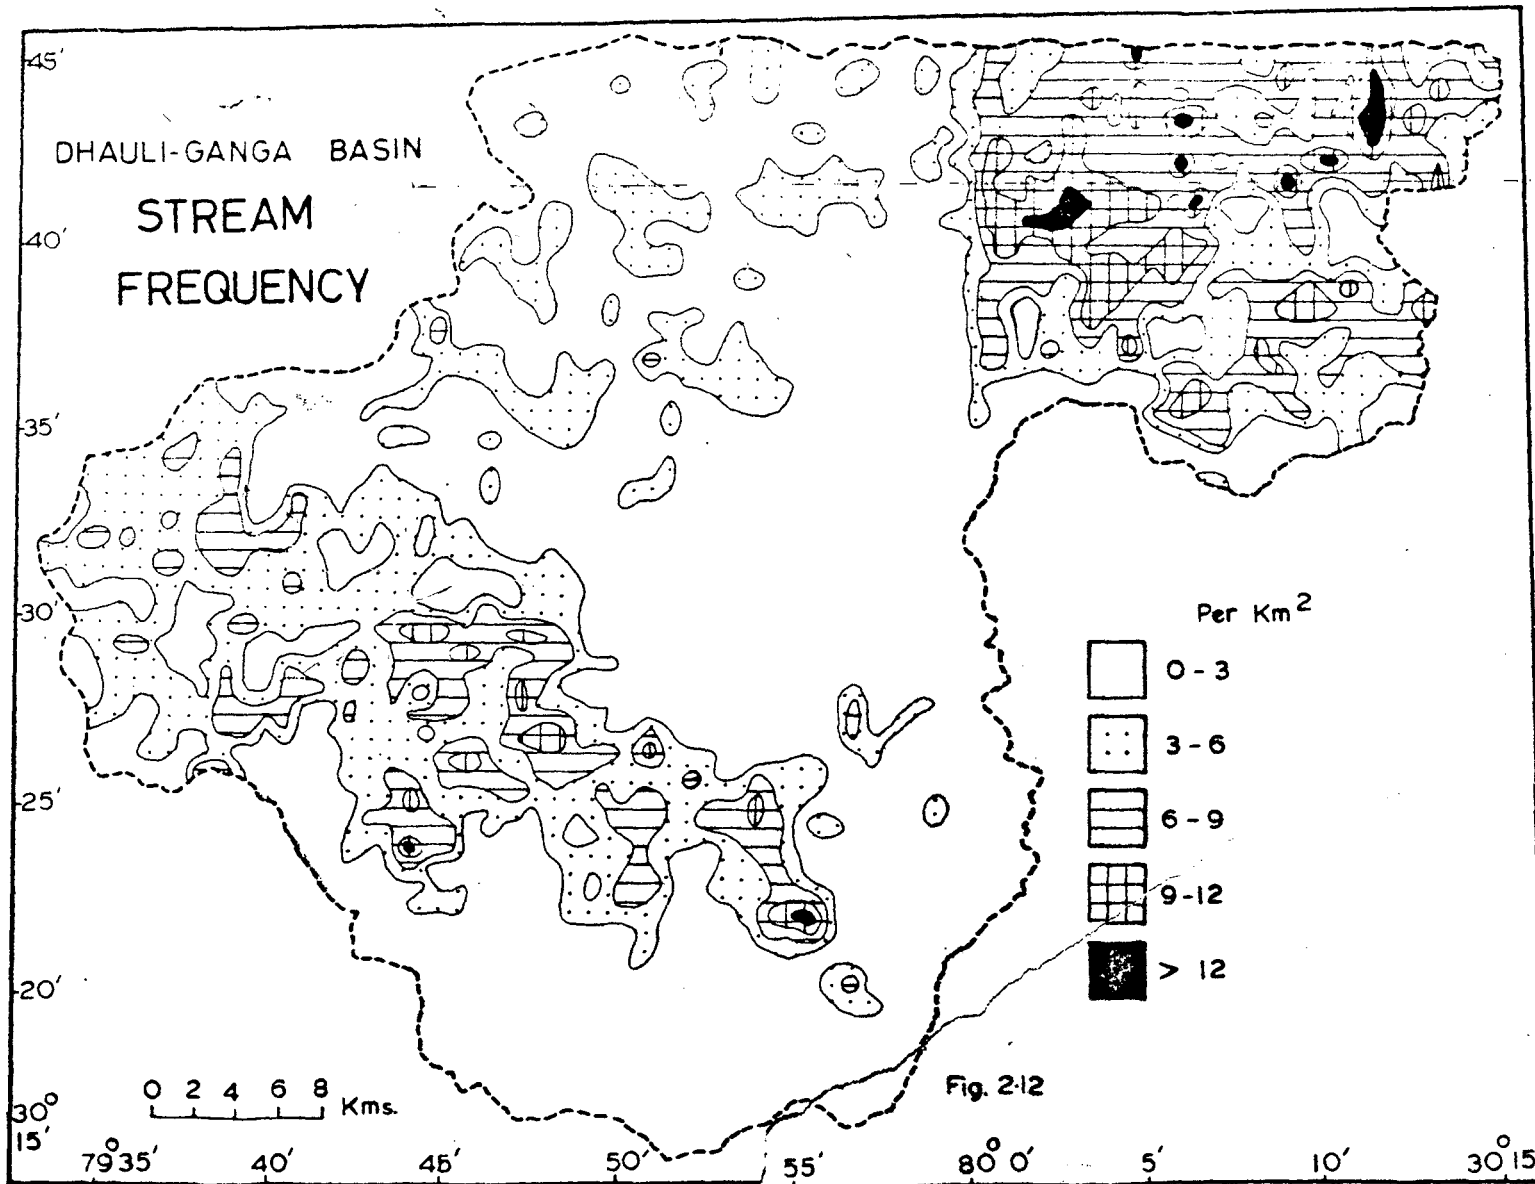 DHAULI-GANGA BASIN
STREAM
FREQUENCY
45'
40'
35'
30'
25'
20'
30°
15'
Per Km2
0-3
3-6
6-9
9-12
> 12
0 2 4 6 8 Kms.
Fig. 2.12
79°35' 40' 45' 50' 55' 80°0' 5' 10' 30°15